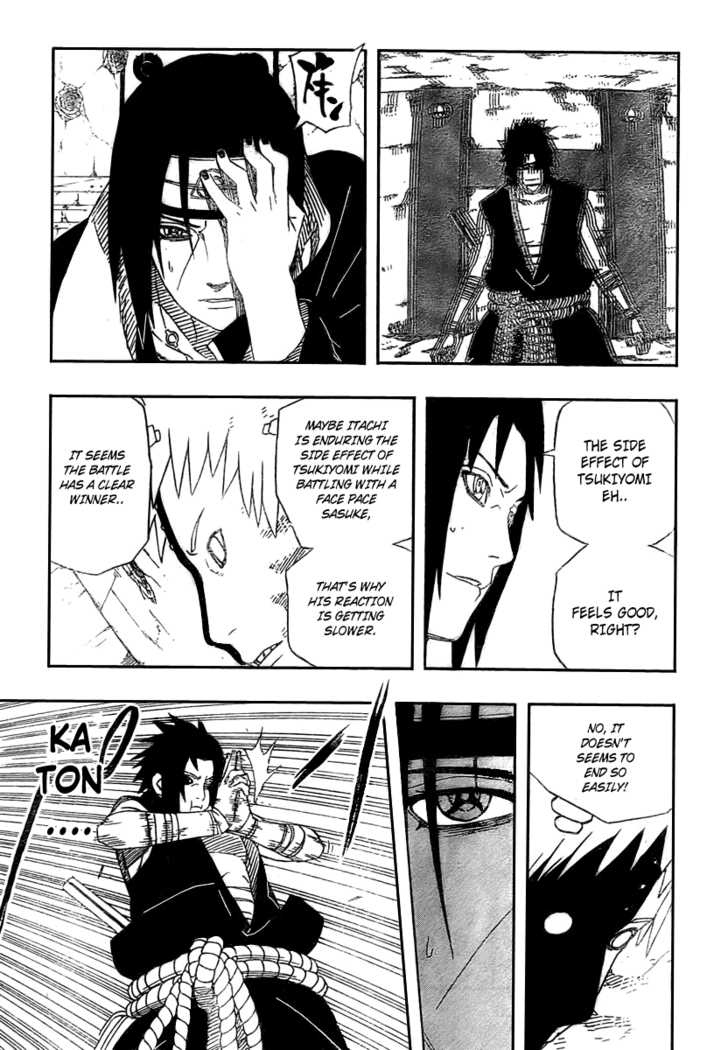 THE SIDE
EFFECT OF
TSUKIYOMI
EH..
IT
FEELS GOOD,
RIGHT?
MAYBE ITACHI
IS ENDURING THE
SIDE EFFECT OF
TSUKIYOMI WHILE
BATTLING WITH A
FACE PACE
SASUKE,
THAT'S WHY
HIS REACTION
IS GETTING
SLOWER.
IT SEEMS
THE BATTLE
HAS A CLEAR
WINNER..
NO, IT
DOESN'T
SEEMS TO
END SO
EASILY!
KA
TON
....